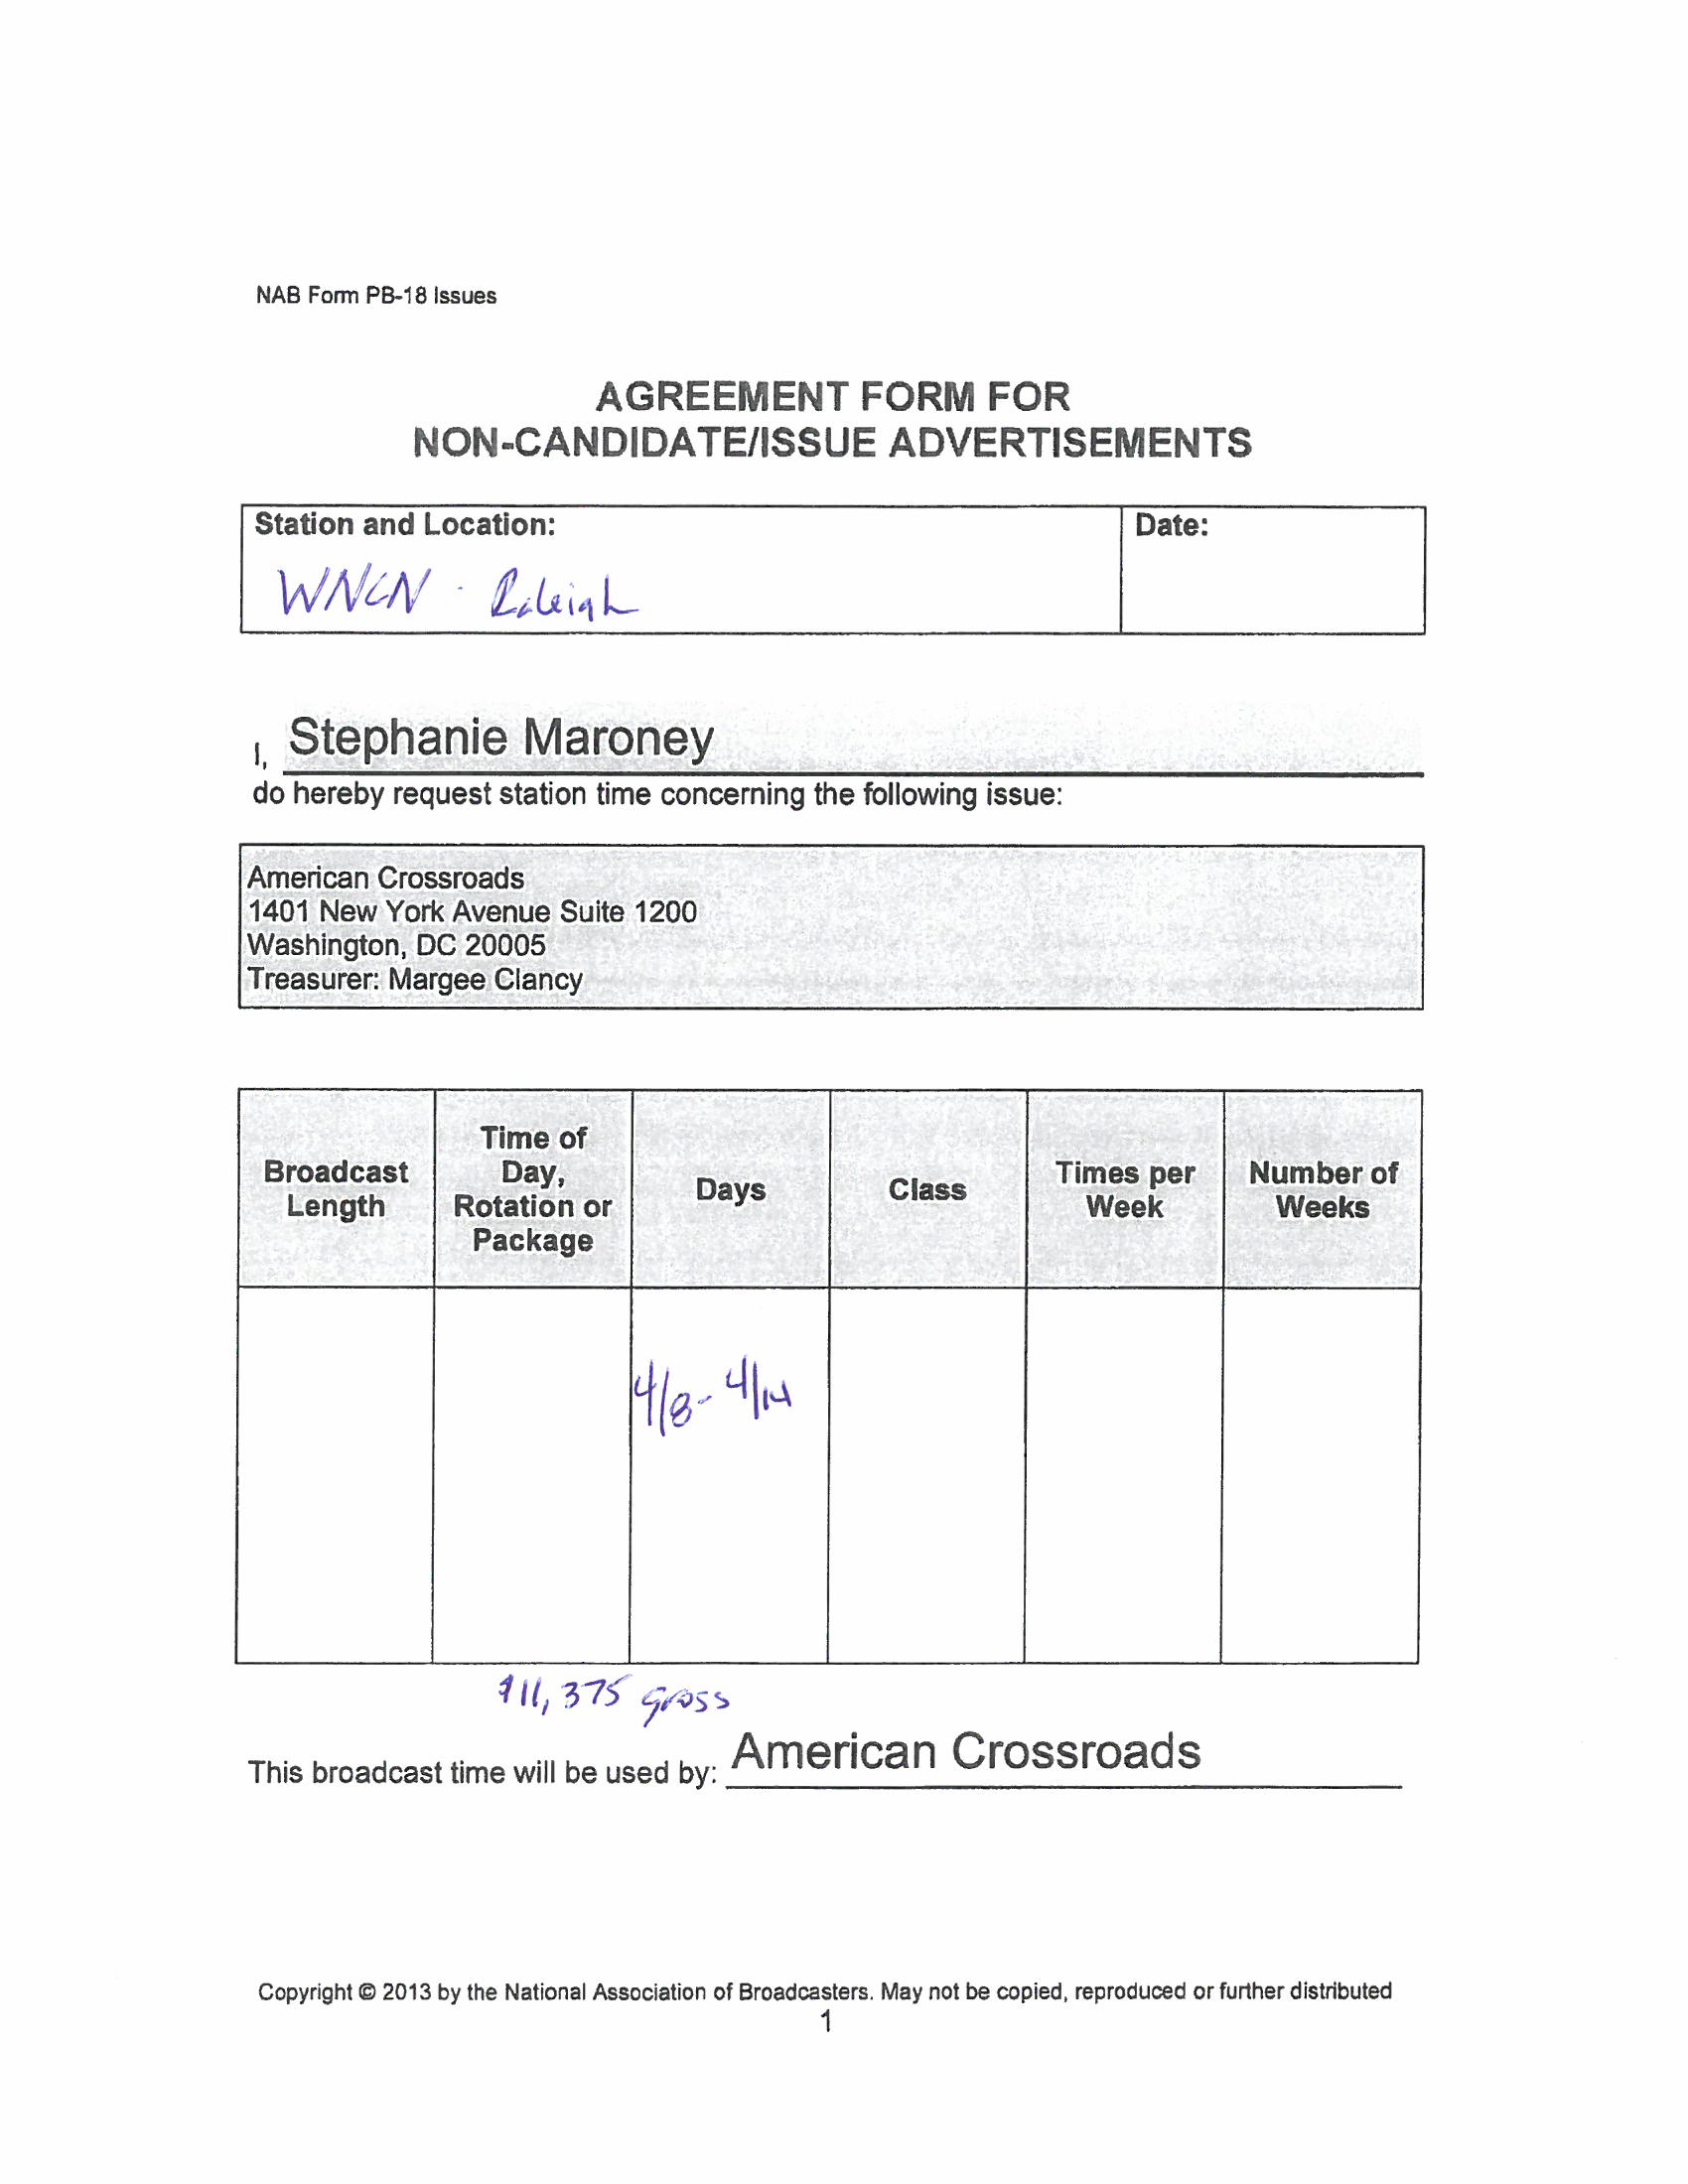 NAB Form PB-18 Issues
AGREEMENT FORM FOR
NON-CANDIDATE/ISSUE ADVERTISEMENTS
Station and Location:
Date:
WNCN - Raleigh
I, Stephanie Maroney
do hereby request station time concerning the following issue:
American Crossroads
1401 New York Avenue Suite 1200
Washington, DC 20005
Treasurer: Margee Clancy
Broadcast Length
Time of Day, Rotation or Package
Days
Class
Times per Week
Number of Weeks
4/8 - 4/14
$11,375 gross
This broadcast time will be used by: American Crossroads
Copyright © 2013 by the National Association of Broadcasters. May not be copied, reproduced or further distributed
1